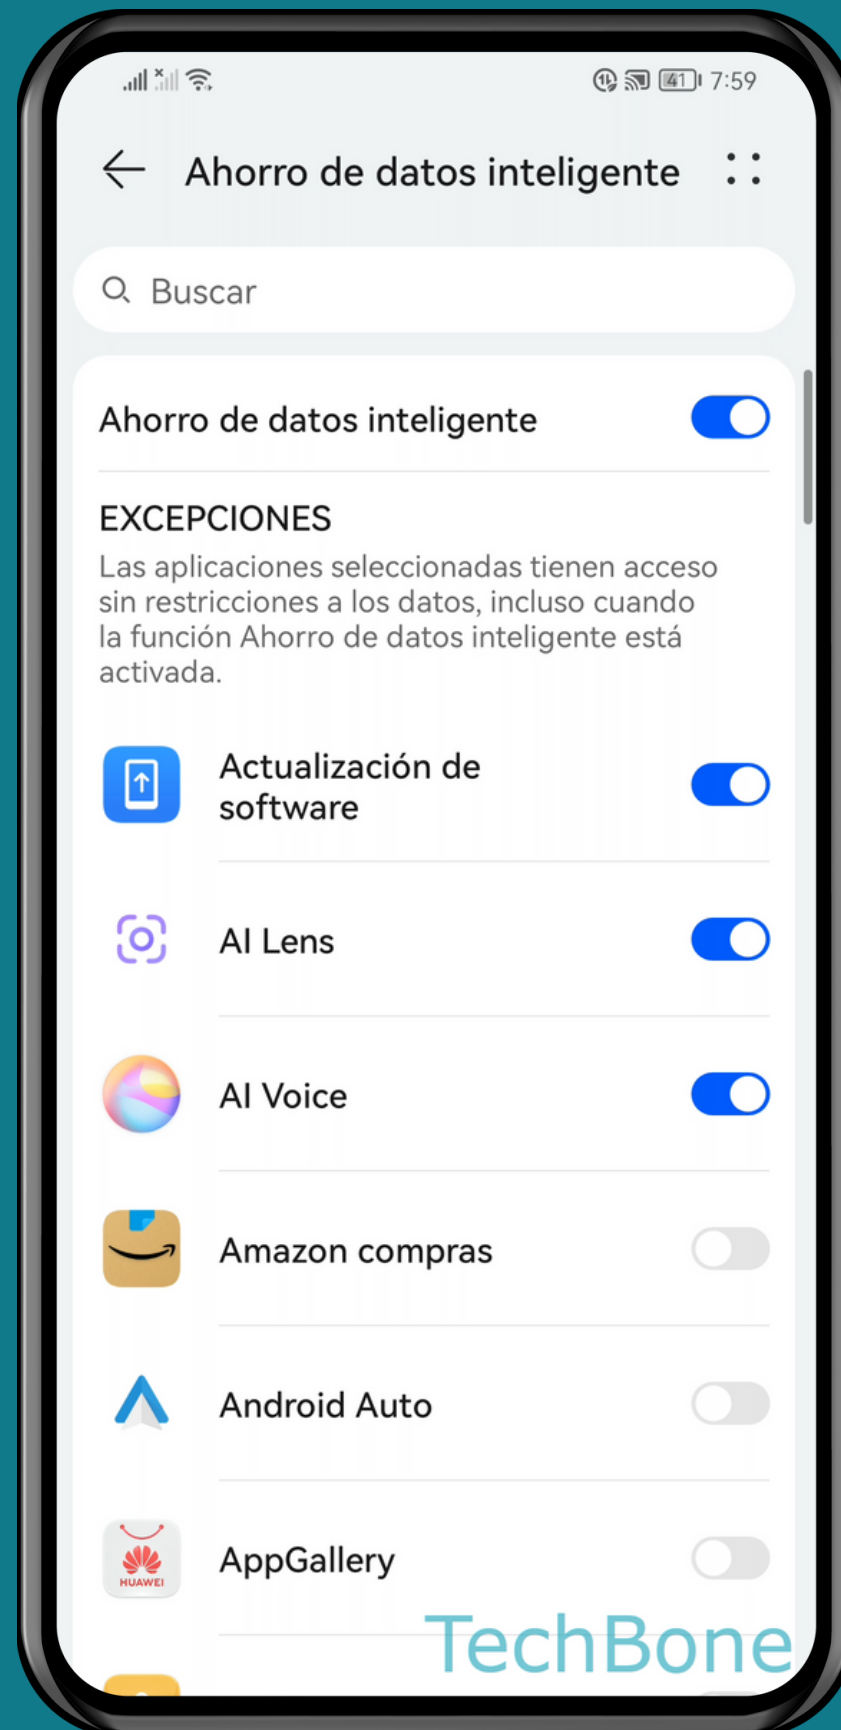 41 7:59
Ahorro de datos inteligente
Buscar
Ahorro de datos inteligente
EXCEPCIONES
Las aplicaciones seleccionadas tienen acceso
sin restricciones a los datos, incluso cuando
la función Ahorro de datos inteligente está
activada.
Actualización de
software
AI Lens
AI Voice
Amazon compras
Android Auto
HUAWEI
AppGallery
TechBone